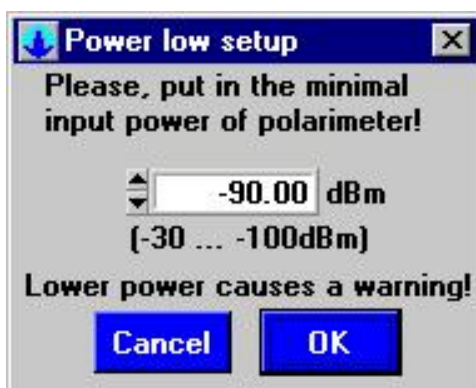 Power low setup
Please, put in the minimal
input power of polarimeter!
-90.00 dBm
(-30 ... -100dBm)
Lower power causes a warning!
Cancel OK